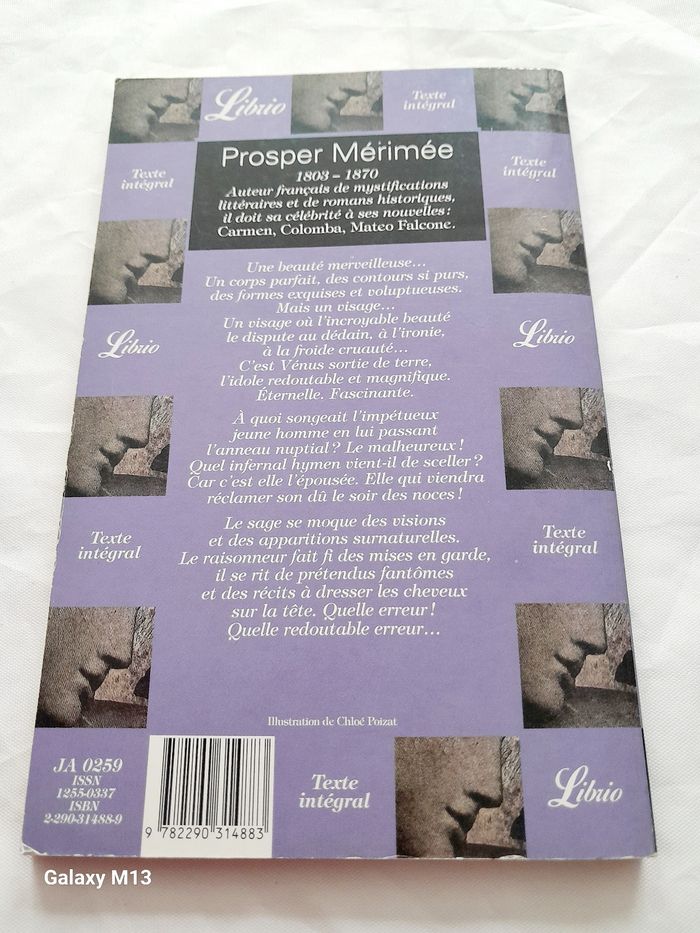 Librio
Texte
intégral
Prosper Mérimée
1803 – 1870
Auteur français de mystifications
littéraires et de romans historiques,
il doit sa célébrité à ses nouvelles :
Carmen, Colomba, Mateo Falcone.
Texte
intégral
Texte
intégral
Une beauté merveilleuse...
Un corps parfait, des contours si purs,
des formes exquises et voluptueuses.
Mais un visage...
Un visage où l'incroyable beauté
le dispute au dédain, à l'ironie,
à la froide cruauté...
C'est Vénus sortie de terre,
l'idole redoutable et magnifique.
Éternelle. Fascinante.
Librio
Librio
À quoi songeait l'impétueux
jeune homme en lui passant
l'anneau nuptial ? Le malheureux !
Quel infernal hymen vient-il de sceller ?
Car c'est elle l'épousée. Elle qui viendra
réclamer son dû le soir des noces !
Le sage se moque des visions
et des apparitions surnaturelles.
Le raisonneur fait fi des mises en garde,
il se rit de prétendus fantômes
et des récits à dresser les cheveux
sur la tête. Quelle erreur !
Quelle redoutable erreur...
Texte
intégral
Texte
intégral
Illustration de Chloé Poizat
JA 0259
ISSN
1255-0337
ISBN
2-290-31488-9
9 782290 314883
Texte
intégral
Librio
Galaxy M13